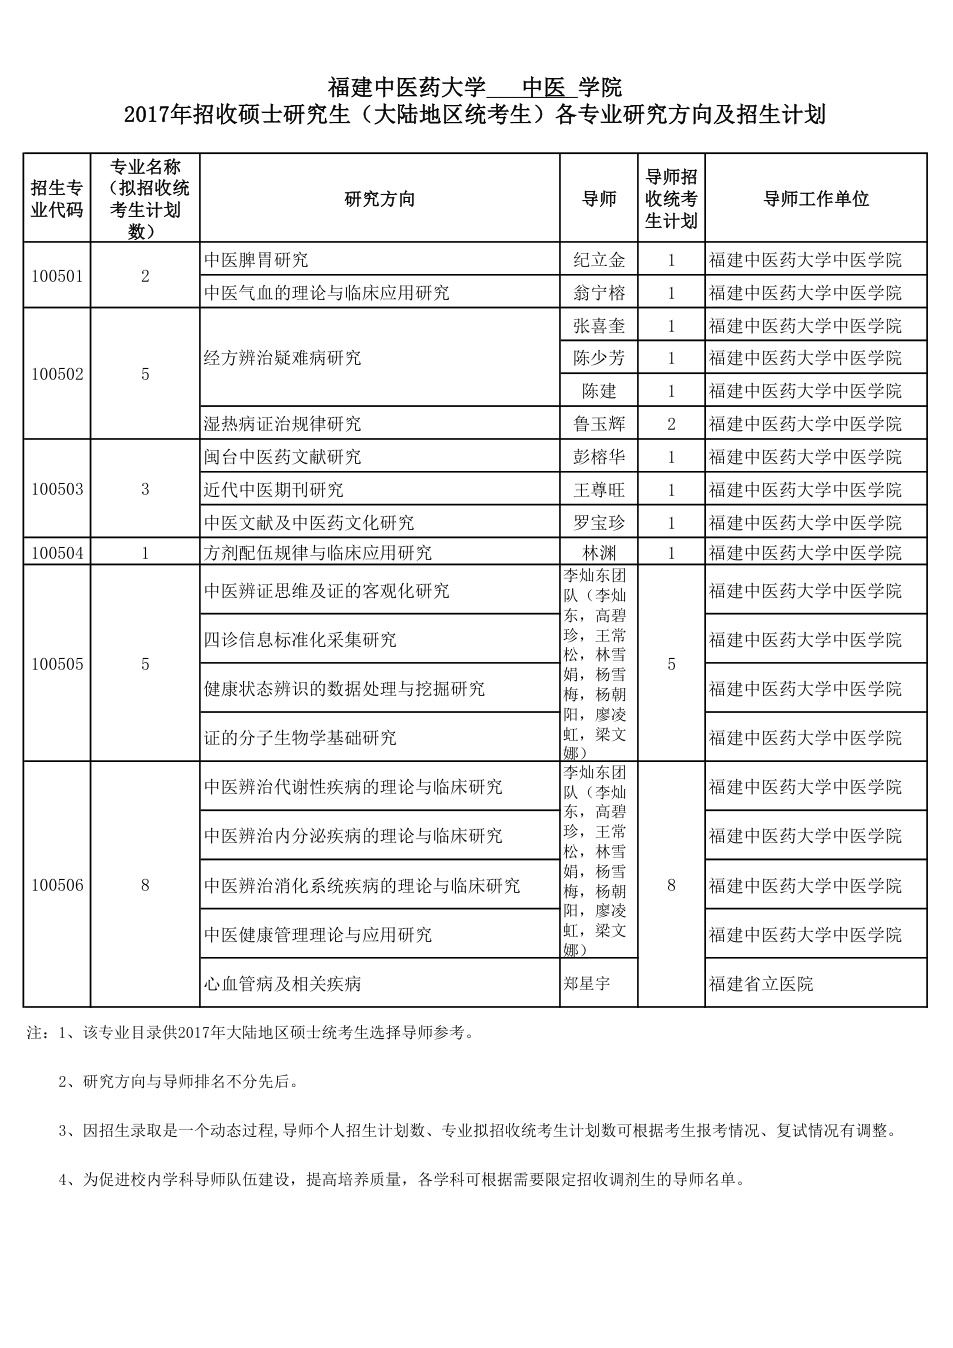 福建中医药大学 中医 学院
2017年招收硕士研究生（大陆地区统考生）各专业研究方向及招生计划
招生专
业代码
专业名称
（拟招收统
考生计划
数）
研究方向
导师
导师招
收统考
生计划
导师工作单位
100501
2
中医脾胃研究 纪立金 1 福建中医药大学中医学院
中医气血的理论与临床应用研究 翁宁榕 1 福建中医药大学中医学院
100502
5
经方辨治疑难病研究
张喜奎 1 福建中医药大学中医学院
陈少芳 1 福建中医药大学中医学院
陈建 1 福建中医药大学中医学院
湿热病证治规律研究 鲁玉辉 2 福建中医药大学中医学院
100503
3
闽台中医药文献研究 彭榕华 1 福建中医药大学中医学院
近代中医期刊研究 王尊旺 1 福建中医药大学中医学院
中医文献及中医药文化研究 罗宝珍 1 福建中医药大学中医学院
100504 1 方剂配伍规律与临床应用研究 林渊 1 福建中医药大学中医学院
100505
5
中医辨证思维及证的客观化研究
四诊信息标准化采集研究
健康状态辨识的数据处理与挖掘研究
证的分子生物学基础研究
李灿东团
队（李灿
东，高碧
珍，王常
松，林雪
娟，杨雪
梅，杨朝
阳，廖凌
虹，梁文
娜）
5
福建中医药大学中医学院
福建中医药大学中医学院
福建中医药大学中医学院
福建中医药大学中医学院
100506
8
中医辨治代谢性疾病的理论与临床研究
中医辨治内分泌疾病的理论与临床研究
中医辨治消化系统疾病的理论与临床研究
中医健康管理理论与应用研究
心血管病及相关疾病
李灿东团
队（李灿
东，高碧
珍，王常
松，林雪
娟，杨雪
梅，杨朝
阳，廖凌
虹，梁文
娜）
郑星宇
8
福建中医药大学中医学院
福建中医药大学中医学院
福建中医药大学中医学院
福建中医药大学中医学院
福建省立医院
注：1、该专业目录供2017年大陆地区硕士统考生选择导师参考。
2、研究方向与导师排名不分先后。
3、因招生录取是一个动态过程,导师个人招生计划数、专业拟招收统考生计划数可根据考生报考情况、复试情况有调整。
4、为促进校内学科导师队伍建设，提高培养质量，各学科可根据需要限定招收调剂生的导师名单。